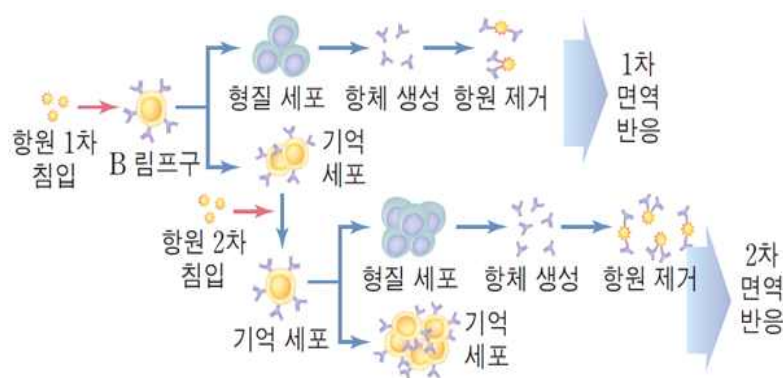 형질 세포
항체 생성
항원 제거
1차
면역
반응
항원 1차
침입
B 림프구
기억
세포
항원 2차
침입
기억 세포
형질 세포
항체 생성
항원 제거
기억
세포
2차
면역
반응